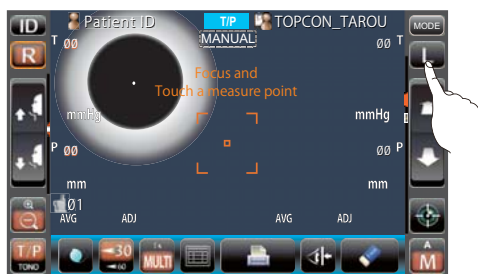 ID Patient ID T/P TOPCON_TAROU MODE
R MANUAL L
T 00 00 T
Focus and
Touch a measure point
mmHg mmHg
P 00 00 P
mm mm
01
AVG ADJ AVG ADJ
T/P TONO 30 60 MULTI A M